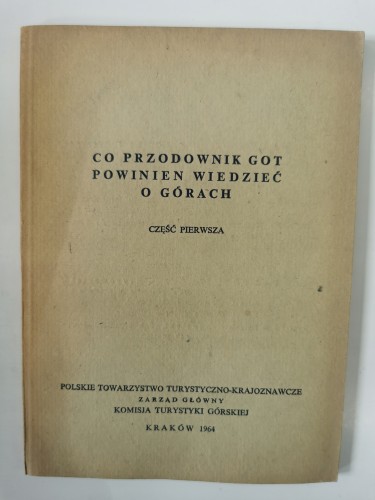 CO PRZODOWNIK GOT
POWINIEN WIEDZIEĆ
O GÓRACH
CZĘŚĆ PIERWSZA
POLSKIE TOWARZYSTWO TURYSTYCZNO-KRAJOZNAWCZE
ZARZĄD GŁÓWNY
KOMISJA TURYSTYKI GÓRSKIEJ
KRAKÓW 1964